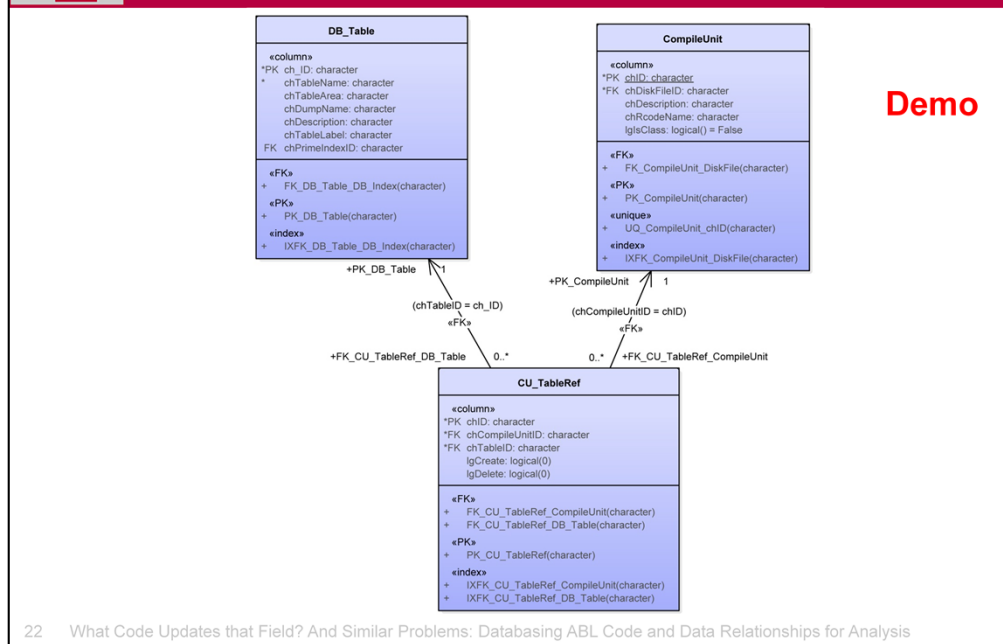 DB_Table
«column»
*PK ch_ID: character
* chTableName: character
chTableArea: character
chDumpName: character
chDescription: character
chTableLabel: character
FK chPrimeIndexID: character
«FK»
+ FK_DB_Table_DB_Index(character)
«PK»
+ PK_DB_Table(character)
«index»
+ IXFK_DB_Table_DB_Index(character)
CompileUnit
«column»
*PK chID: character
*FK chDiskFileID: character
chDescription: character
chRcodeName: character
lgIsClass: logical() = False
«FK»
+ FK_CompileUnit_DiskFile(character)
«PK»
+ PK_CompileUnit(character)
«unique»
+ UQ_CompileUnit_chID(character)
«index»
+ IXFK_CompileUnit_DiskFile(character)
Demo
+PK_DB_Table 1
(chTableID = ch_ID)
«FK»
+FK_CU_TableRef_DB_Table 0..*
+PK_CompileUnit 1
(chCompileUnitID = chID)
«FK»
0..* +FK_CU_TableRef_CompileUnit
CU_TableRef
«column»
*PK chID: character
*FK chCompileUnitID: character
*FK chTableID: character
lgCreate: logical(0)
lgDelete: logical(0)
«FK»
+ FK_CU_TableRef_CompileUnit(character)
+ FK_CU_TableRef_DB_Table(character)
«PK»
+ PK_CU_TableRef(character)
«index»
+ IXFK_CU_TableRef_CompileUnit(character)
+ IXFK_CU_TableRef_DB_Table(character)
22 What Code Updates that Field? And Similar Problems: Databasing ABL Code and Data Relationships for Analysis